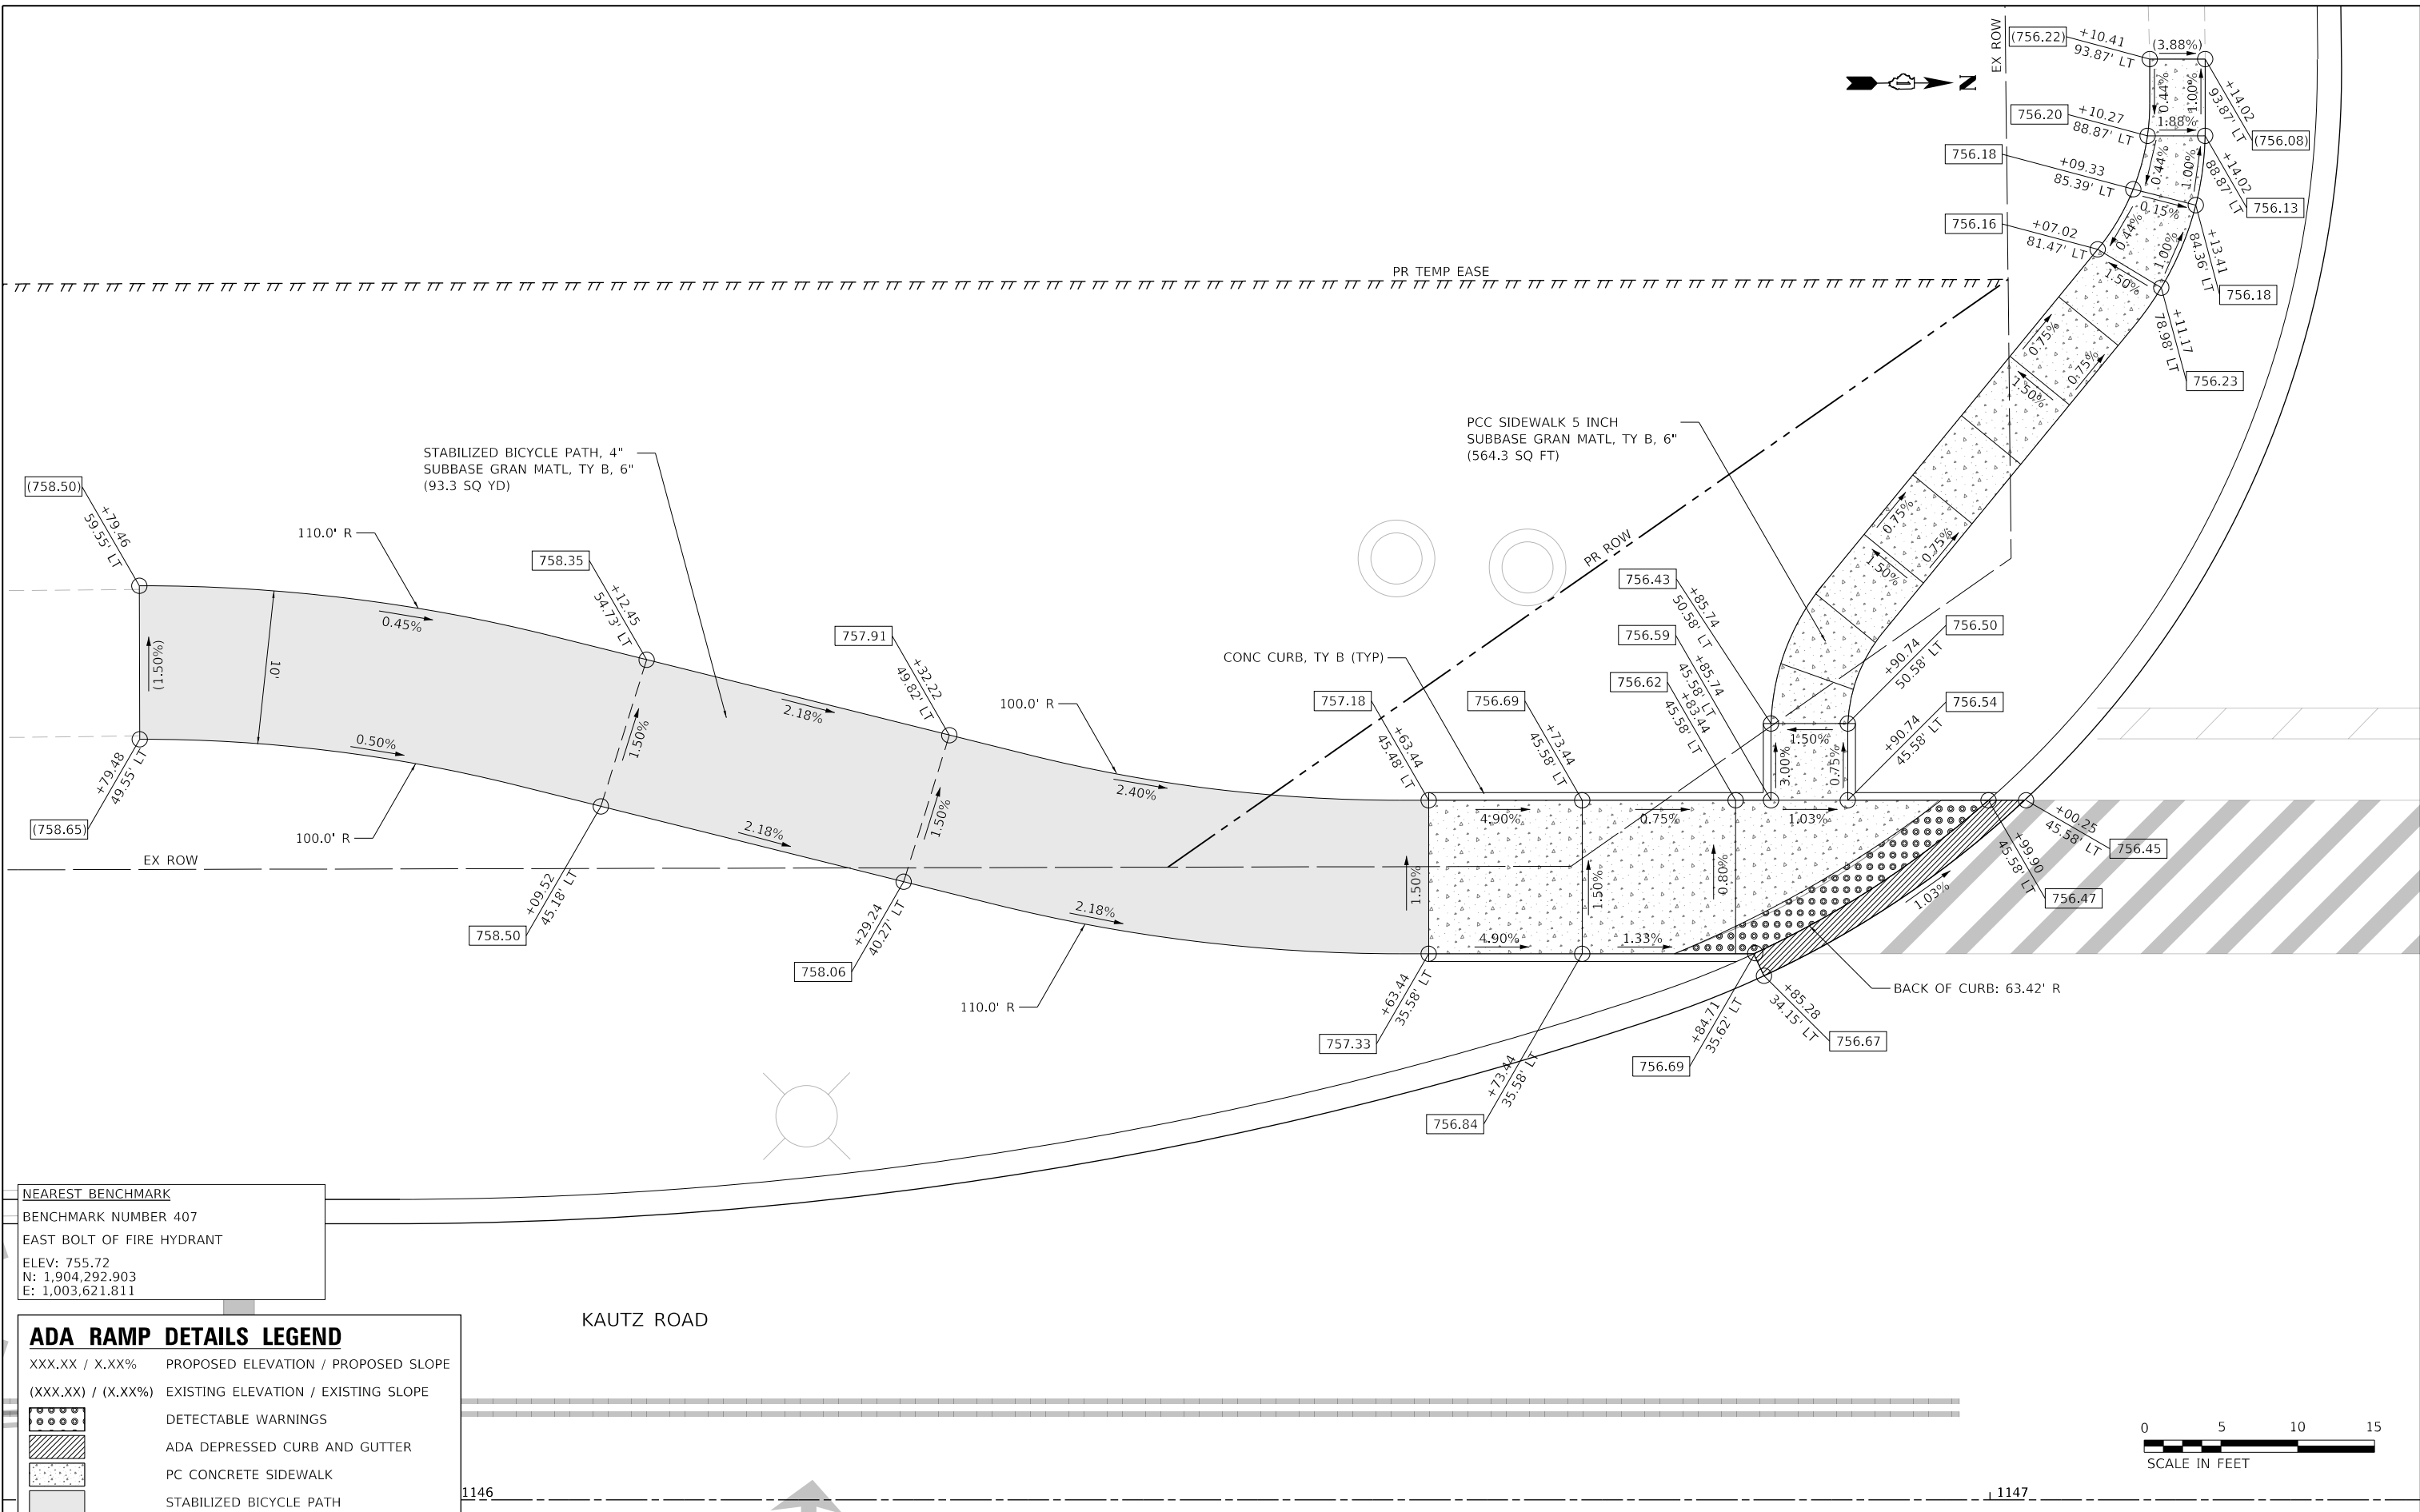 EX ROW
(756.22)
+10.41
93.87' LT
(3.88%)
0.44%
1.00%
+14.02
93.87' LT
(756.08)
N
756.20
+10.27
88.87' LT
1.88%
756.18
+09.33
85.39' LT
0.44%
1.00%
+14.02
88.87' LT
756.13
0.15%
756.16
+07.02
81.47' LT
0.44%
1.00%
+13.41
84.36' LT
756.18
1.50%
PR TEMP EASE
+11.17
78.98' LT
756.23
0.75%
0.75%
1.50%
PCC SIDEWALK 5 INCH
SUBBASE GRAN MATL, TY B, 6"
(564.3 SQ FT)
STABILIZED BICYCLE PATH, 4"
SUBBASE GRAN MATL, TY B, 6"
(93.3 SQ YD)
(758.50)
+79.46
59.55' LT
110.0' R
758.35
+12.45
54.73' LT
0.75%
0.75%
1.50%
PR ROW
756.43
+85.74
50.58' LT
756.59
+85.74
45.58' LT
756.62
+83.44
45.58' LT
756.50
+90.74
50.58' LT
756.54
+90.74
45.58' LT
0.45%
(1.50%)
10'
757.91
+32.22
49.82' LT
CONC CURB, TY B (TYP)
100.0' R
757.18
+63.44
45.48' LT
756.69
+73.44
45.58' LT
2.18%
1.50%
0.50%
1.50%
3.00%
0.75%
2.40%
4.90%
0.75%
1.03%
+79.48
49.55' LT
(758.65)
100.0' R
2.18%
1.50%
+00.25
45.58' LT
756.45
+99.90
45.58' LT
756.47
EX ROW
1.50%
1.50%
0.80%
1.03%
+09.52
45.18' LT
758.50
+29.24
40.27' LT
758.06
2.18%
110.0' R
4.90%
1.33%
BACK OF CURB: 63.42' R
+63.44
35.58' LT
757.33
+73.44
35.58' LT
756.84
+84.71
35.62' LT
756.69
+85.28
34.15' LT
756.67
NEAREST BENCHMARK
BENCHMARK NUMBER 407
EAST BOLT OF FIRE HYDRANT
ELEV: 755.72
N: 1,904,292.903
E: 1,003,621.811
KAUTZ ROAD
ADA RAMP DETAILS LEGEND
XXX.XX / X.XX% PROPOSED ELEVATION / PROPOSED SLOPE
(XXX.XX) / (X.XX%) EXISTING ELEVATION / EXISTING SLOPE
DETECTABLE WARNINGS
ADA DEPRESSED CURB AND GUTTER
PC CONCRETE SIDEWALK
STABILIZED BICYCLE PATH
0 5 10 15
SCALE IN FEET
1146
1147